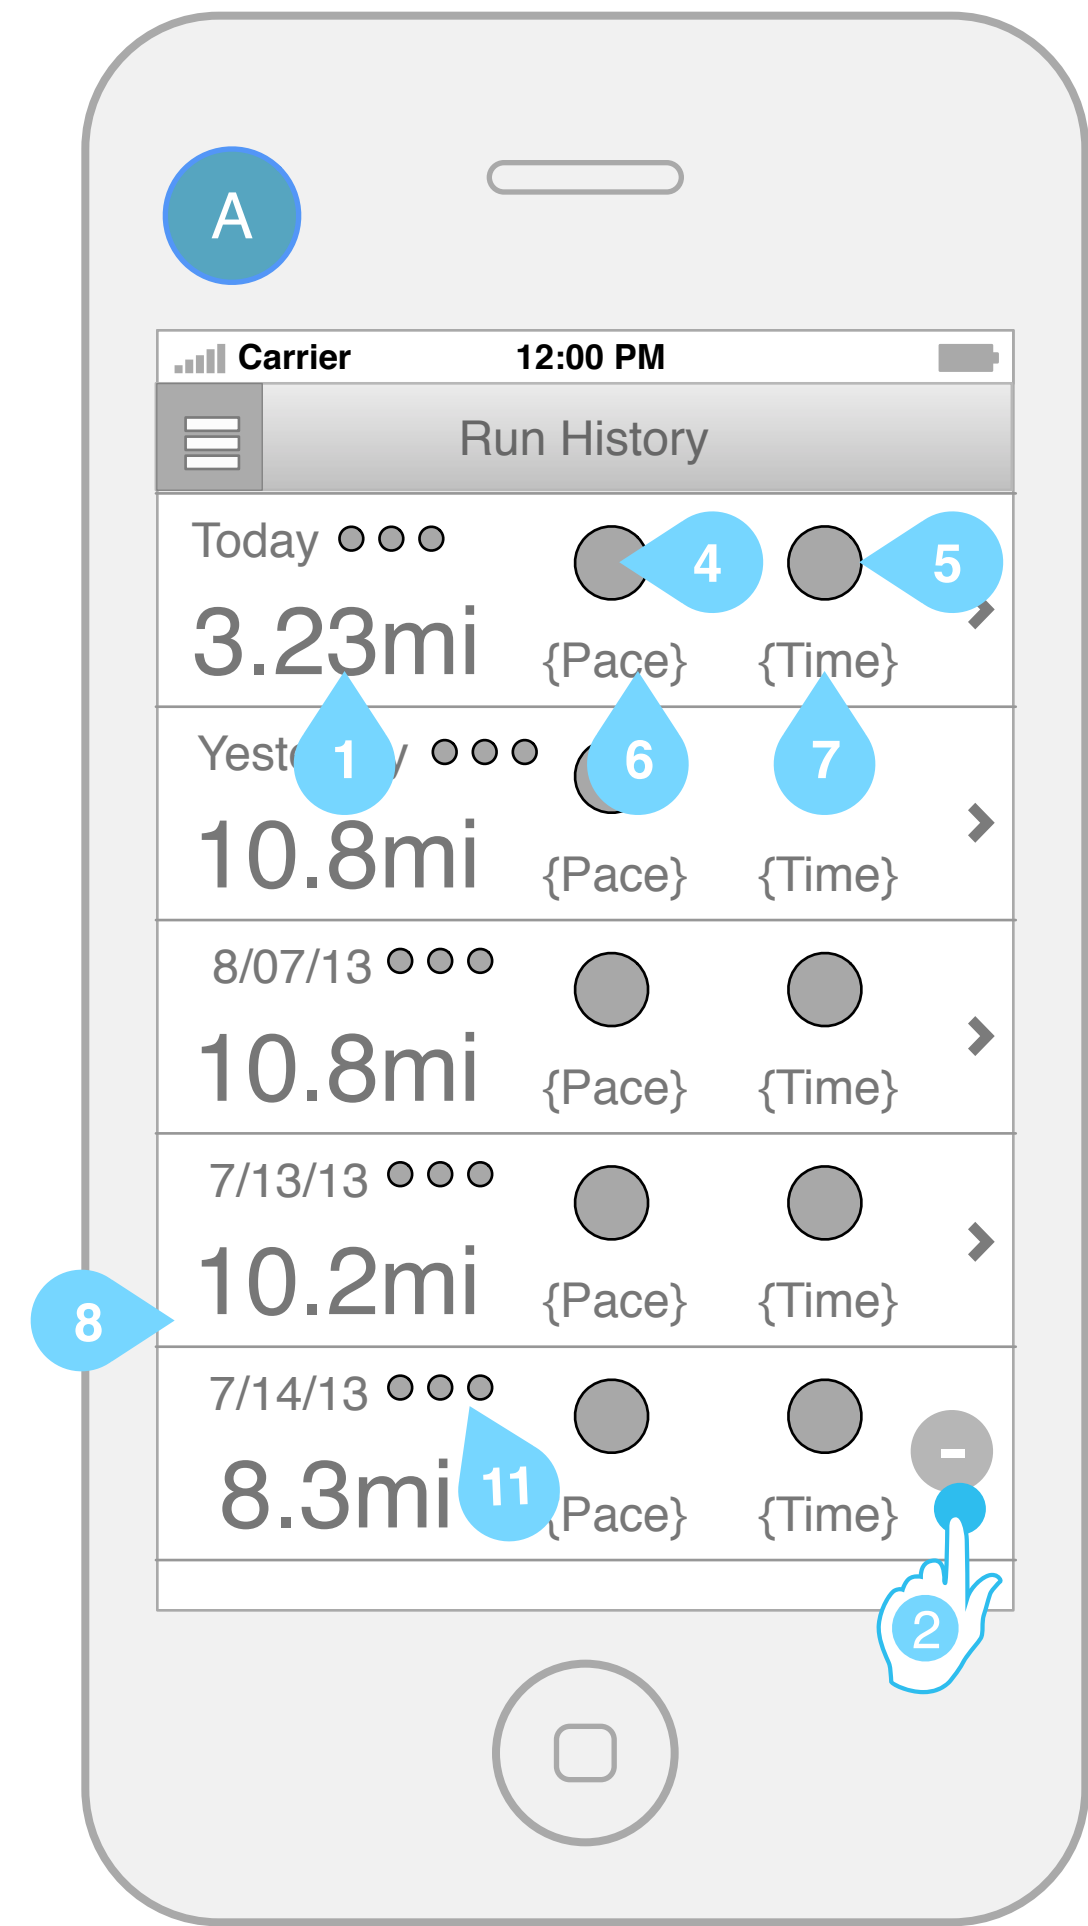 A
Carrier 12:00 PM
Run History
Today
4
5
3.23mi {Pace} {Time}
1
6
7
10.8mi {Pace} {Time}
8/07/13
10.8mi {Pace} {Time}
7/13/13
10.2mi {Pace} {Time}
8
7/14/13
-
8.3mi {Pace} {Time}
11
2